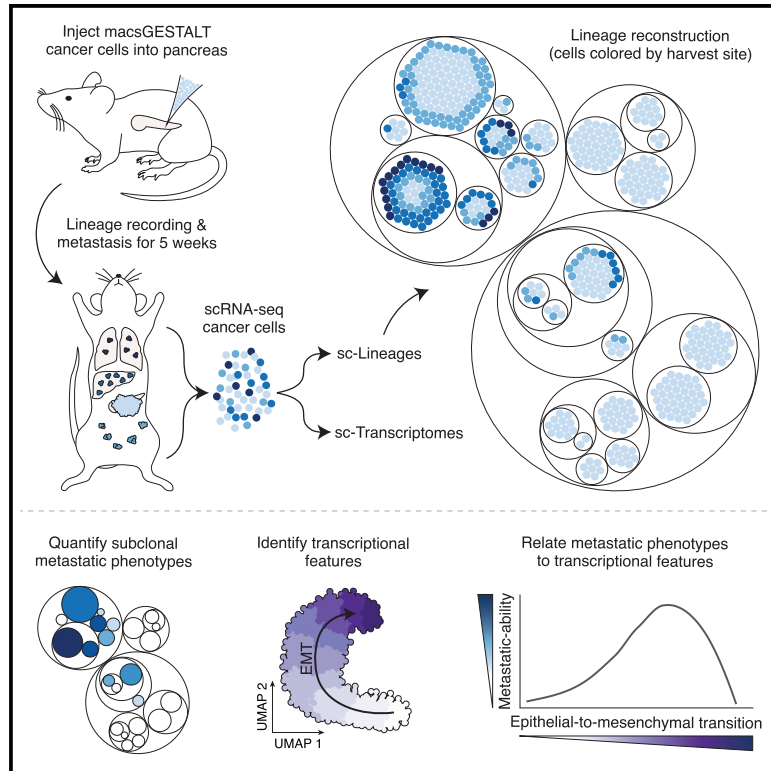 Inject macsGESTALT
cancer cells into pancreas
Lineage reconstruction
(cells colored by harvest site)
Lineage recording &
metastasis for 5 weeks
scRNA-seq
cancer cells
sc-Lineages
sc-Transcriptomes
Quantify subclonal
metastatic phenotypes
Identify transcriptional
features
EMT
UMAP 2
UMAP 1
Relate metastatic phenotypes
to transcriptional features
Metastatic-ability
Epithelial-to-mesenchymal transition